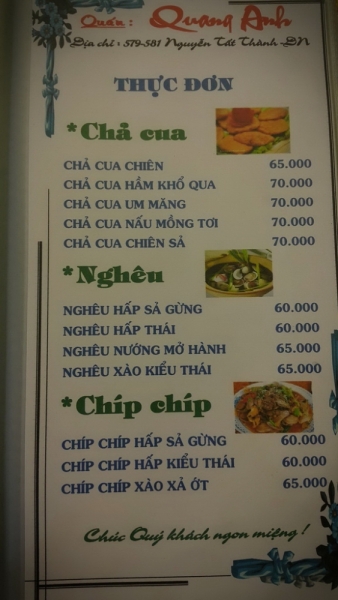 Quán : Quang Anh
Địa chỉ : 579-581 Nguyễn Tất Thành -ĐN
THỰC ĐƠN
*Chả cua
CHẢ CUA CHIÊN 65.000
CHẢ CUA HẦM KHỔ QUA 70.000
CHẢ CUA UM MĂNG 70.000
CHẢ CUA NẤU MỒNG TƠI 70.000
CHẢ CUA CHIÊN SẢ 70.000
*Nghêu
NGHÊU HẤP SẢ GỪNG 60.000
NGHÊU HẤP THÁI 60.000
NGHÊU NƯỚNG MỞ HÀNH 65.000
NGHÊU XÀO KIỂU THÁI 65.000
*Chíp chíp
CHÍP CHÍP HẤP SẢ GỪNG 60.000
CHÍP CHÍP HẤP KIỂU THÁI 60.000
CHÍP CHÍP XÀO XẢ ỚT 65.000
Chúc Quý khách ngon miệng !